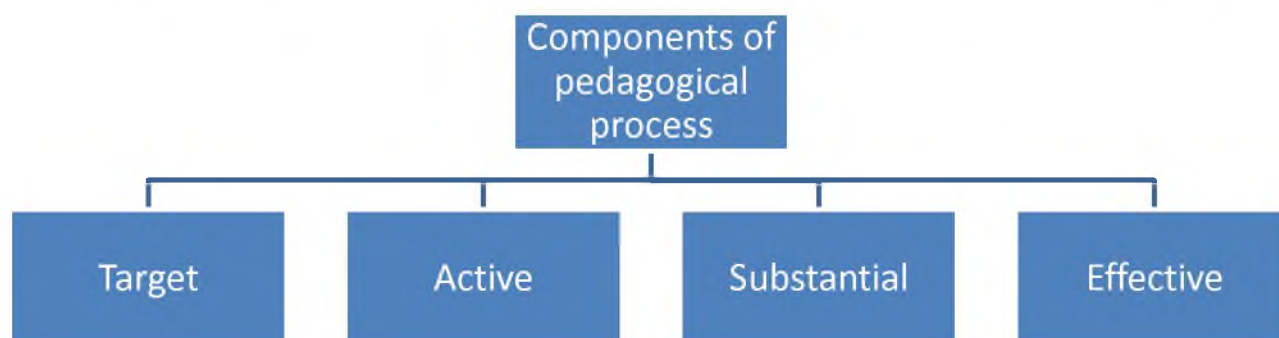 Components of
pedagogical
process
Target
Active
Substantial
Effective